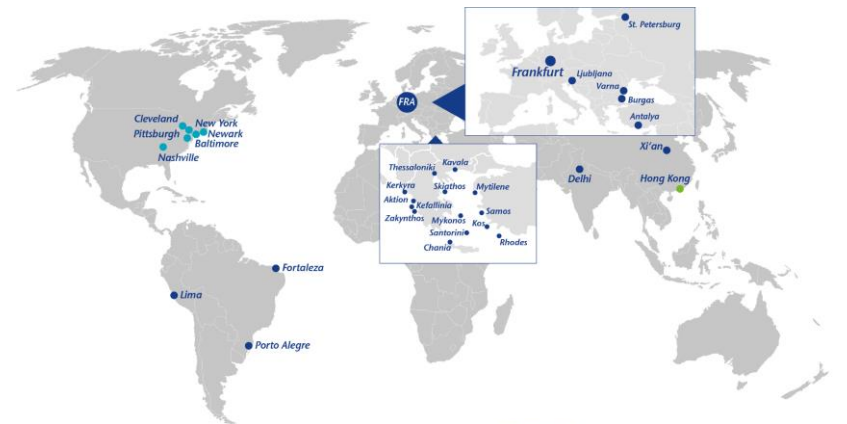 St. Petersburg
Frankfurt
Ljubljana
Varna
Burgas
Antalya
FRA
Cleveland
New York
Pittsburgh
Newark
Baltimore
Nashville
Xi'an
Delhi
Hong Kong
Thessaloniki
Kavala
Kerkyra
Skiathos
Mytilene
Aktion
Kefallinia
Zakynthos
Mykonos
Samos
Santorini
Kos
Chania
Rhodes
Fortaleza
Lima
Porto Alegre